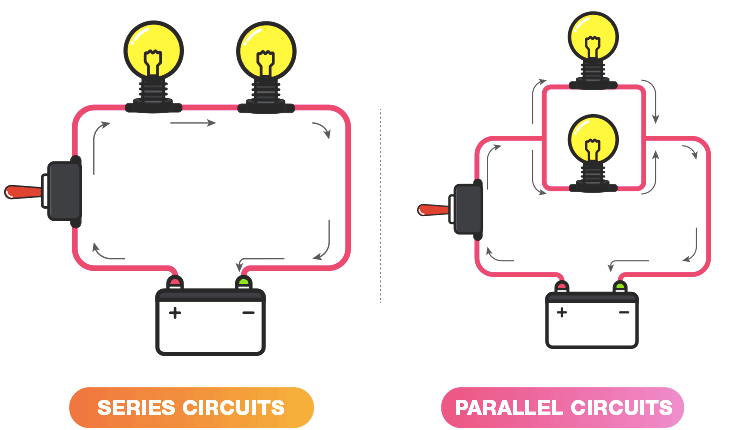 + −
+ −
SERIES CIRCUITS
PARALLEL CIRCUITS